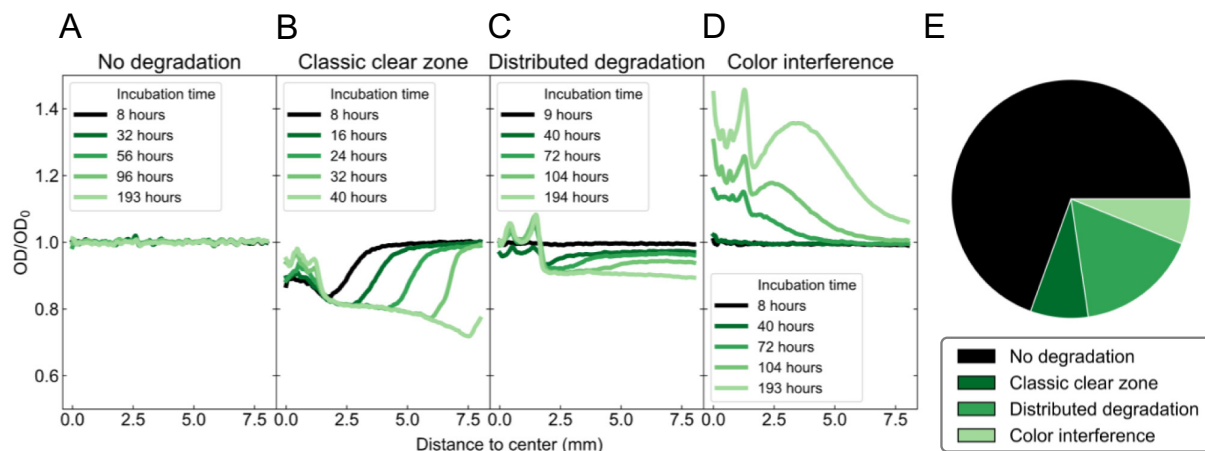 A
B
C
D
E
No degradation
Classic clear zone
Distributed degradation
Color interference
OD/OD₀
1.4
1.2
1.0
0.8
0.6
Incubation time
8 hours
32 hours
56 hours
96 hours
193 hours
Incubation time
8 hours
16 hours
24 hours
32 hours
40 hours
Incubation time
9 hours
40 hours
72 hours
104 hours
194 hours
Incubation time
8 hours
40 hours
72 hours
104 hours
193 hours
0.0 2.5 5.0 7.5
0.0 2.5 5.0 7.5
0.0 2.5 5.0 7.5
0.0 2.5 5.0 7.5
Distance to center (mm)
No degradation
Classic clear zone
Distributed degradation
Color interference